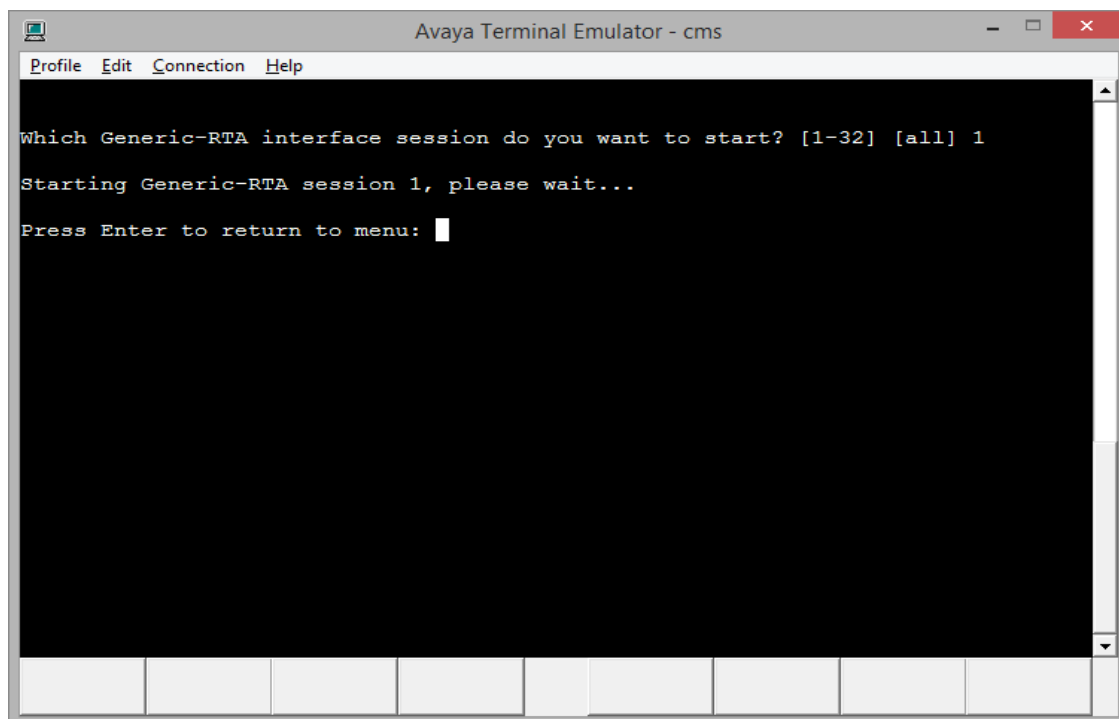 Avaya Terminal Emulator - cms
Profile Edit Connection Help
Which Generic-RTA interface session do you want to start? [1-32] [all] 1
Starting Generic-RTA session 1, please wait...
Press Enter to return to menu: